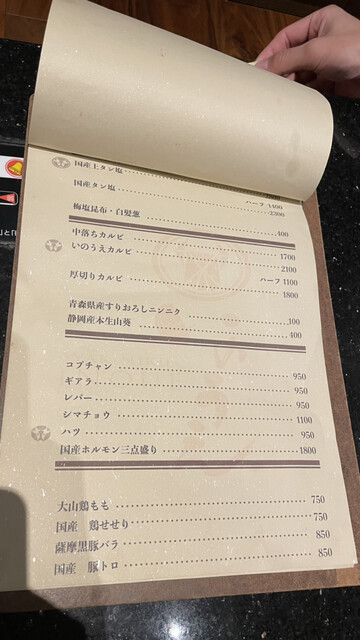 国産上タン塩 ハーフ 3400
国産タン塩 2300
梅塩昆布・白髪葱 400
中落ちカルビ 1700
いのうえカルビ 2100
厚切りカルビ ハーフ 1100
1800
青森県産すりおろしニンニク 100
静岡産本生山葵 400
コプチャン 950
ギアラ 950
レバー 950
シマチョウ 1100
ハツ 950
国産ホルモン三点盛り 1800
大山鶏もも 750
国産 鶏せせり 750
薩摩黒豚バラ 850
国産 豚トロ 850